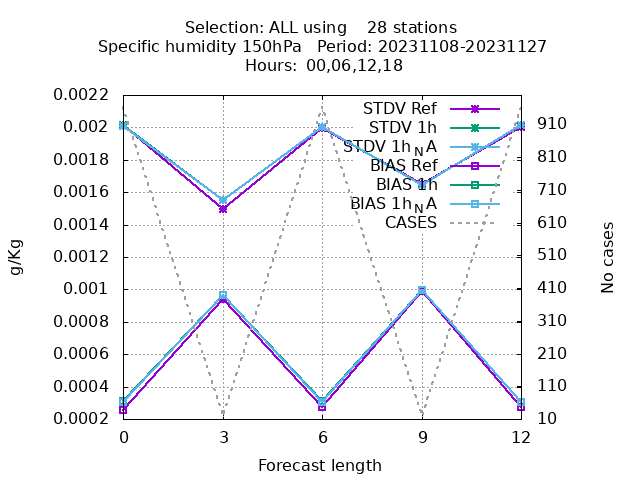 Selection: ALL using    28 stations
Specific humidity 150hPa   Period: 20231108-20231127
Hours:  00,06,12,18
STDV Ref
STDV 1h
STDV 1hNA
BIAS Ref
BIAS 1h
BIAS 1hNA
CASES
g/Kg
0.0022
0.002
0.0018
0.0016
0.0014
0.0012
0.001
0.0008
0.0006
0.0004
0.0002
910
810
710
610
510
410
310
210
110
10
No cases
0 3 6 9 12
Forecast length